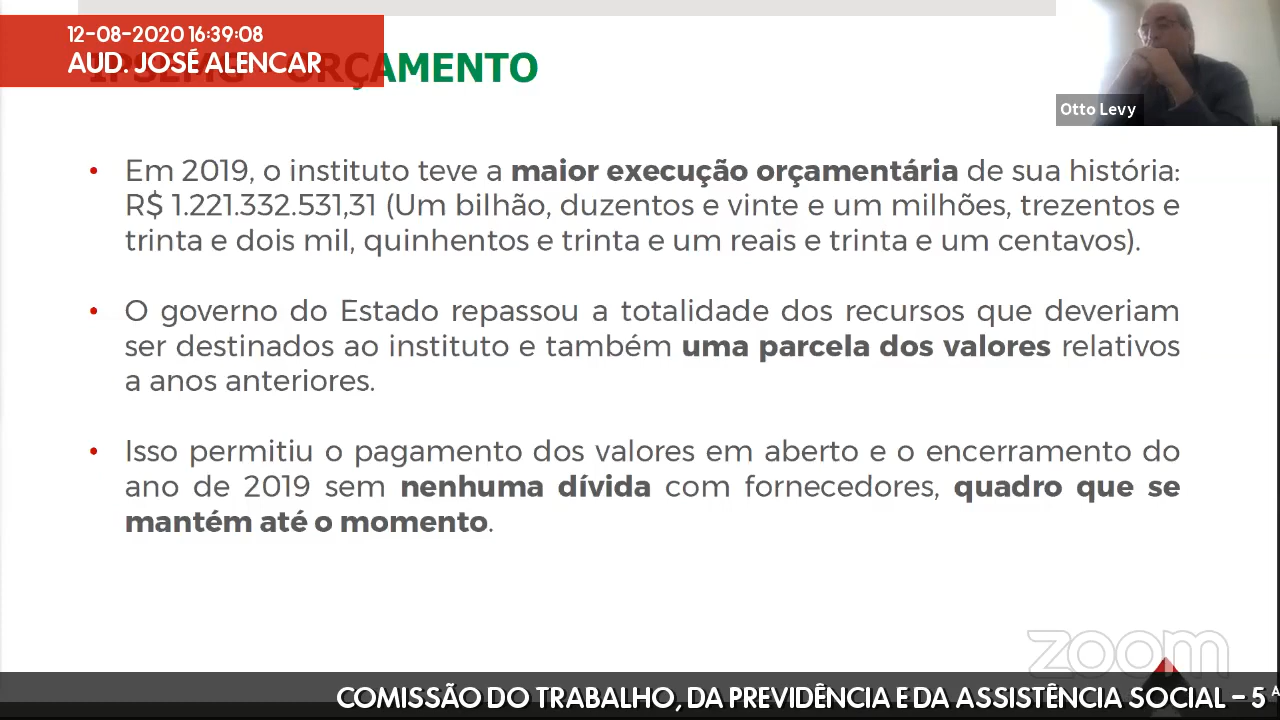 12-08-2020 16:39:08
AUD. JOSÉ ALENCAR
IPSEMG - ORÇAMENTO
Otto Levy
• Em 2019, o instituto teve a maior execução orçamentária de sua história:
R$ 1.221.332.531,31 (Um bilhão, duzentos e vinte e um milhões, trezentos e
trinta e dois mil, quinhentos e trinta e um reais e trinta e um centavos).
• O governo do Estado repassou a totalidade dos recursos que deveriam
ser destinados ao instituto e também uma parcela dos valores relativos
a anos anteriores.
• Isso permitiu o pagamento dos valores em aberto e o encerramento do
ano de 2019 sem nenhuma dívida com fornecedores, quadro que se
mantém até o momento.
zoom
COMISSÃO DO TRABALHO, DA PREVIDÊNCIA E DA ASSISTÊNCIA SOCIAL – 5ª